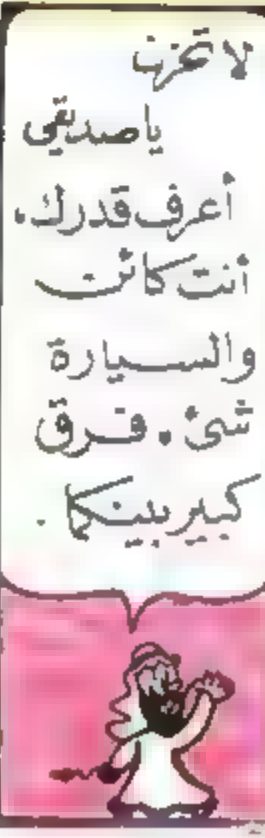 لا تحزن
يا صديقي
أعرف قدرك،
أنت كائن
والسيارة
شئ . فرق
كبير بينكما .